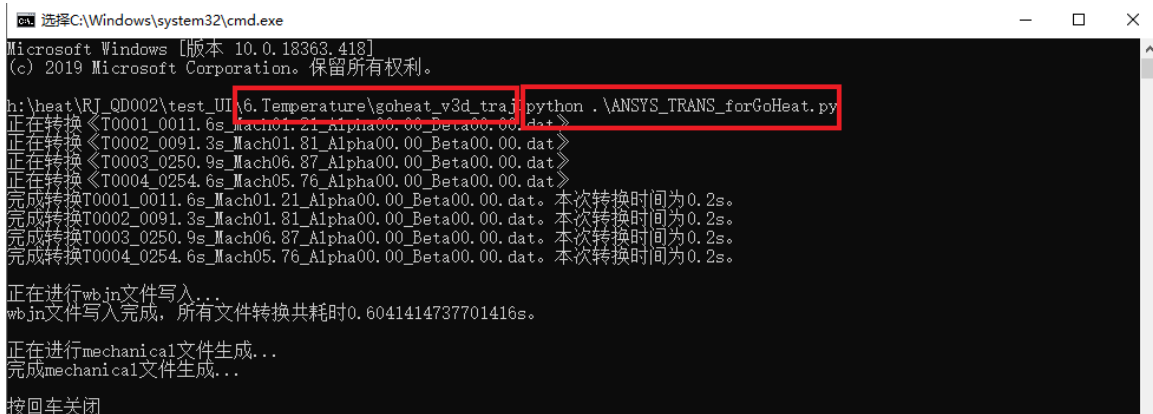 选择C:\Windows\system32\cmd.exe
Microsoft Windows [版本 10.0.18363.418]
(c) 2019 Microsoft Corporation。保留所有权利。
h:\heat\RJ_QD002\test_UI\6.Temperature\goheat_v3d_traj>python .\ANSYS_TRANS_forGoHeat.py
正在转换《T0001_0011.6s_Mach01.21_Alpha00.00_Beta00.00.dat》
正在转换《T0002_0091.3s_Mach01.81_Alpha00.00_Beta00.00.dat》
正在转换《T0003_0250.9s_Mach06.87_Alpha00.00_Beta00.00.dat》
正在转换《T0004_0254.6s_Mach05.76_Alpha00.00_Beta00.00.dat》
完成转换T0001_0011.6s_Mach01.21_Alpha00.00_Beta00.00.dat。本次转换时间为0.2s。
完成转换T0002_0091.3s_Mach01.81_Alpha00.00_Beta00.00.dat。本次转换时间为0.2s。
完成转换T0003_0250.9s_Mach06.87_Alpha00.00_Beta00.00.dat。本次转换时间为0.2s。
完成转换T0004_0254.6s_Mach05.76_Alpha00.00_Beta00.00.dat。本次转换时间为0.2s。
正在进行wbjn文件写入...
wbjn文件写入完成，所有文件转换共耗时0.6041414737701416s。
正在进行mechanical文件生成...
完成mechanical文件生成...
按回车关闭